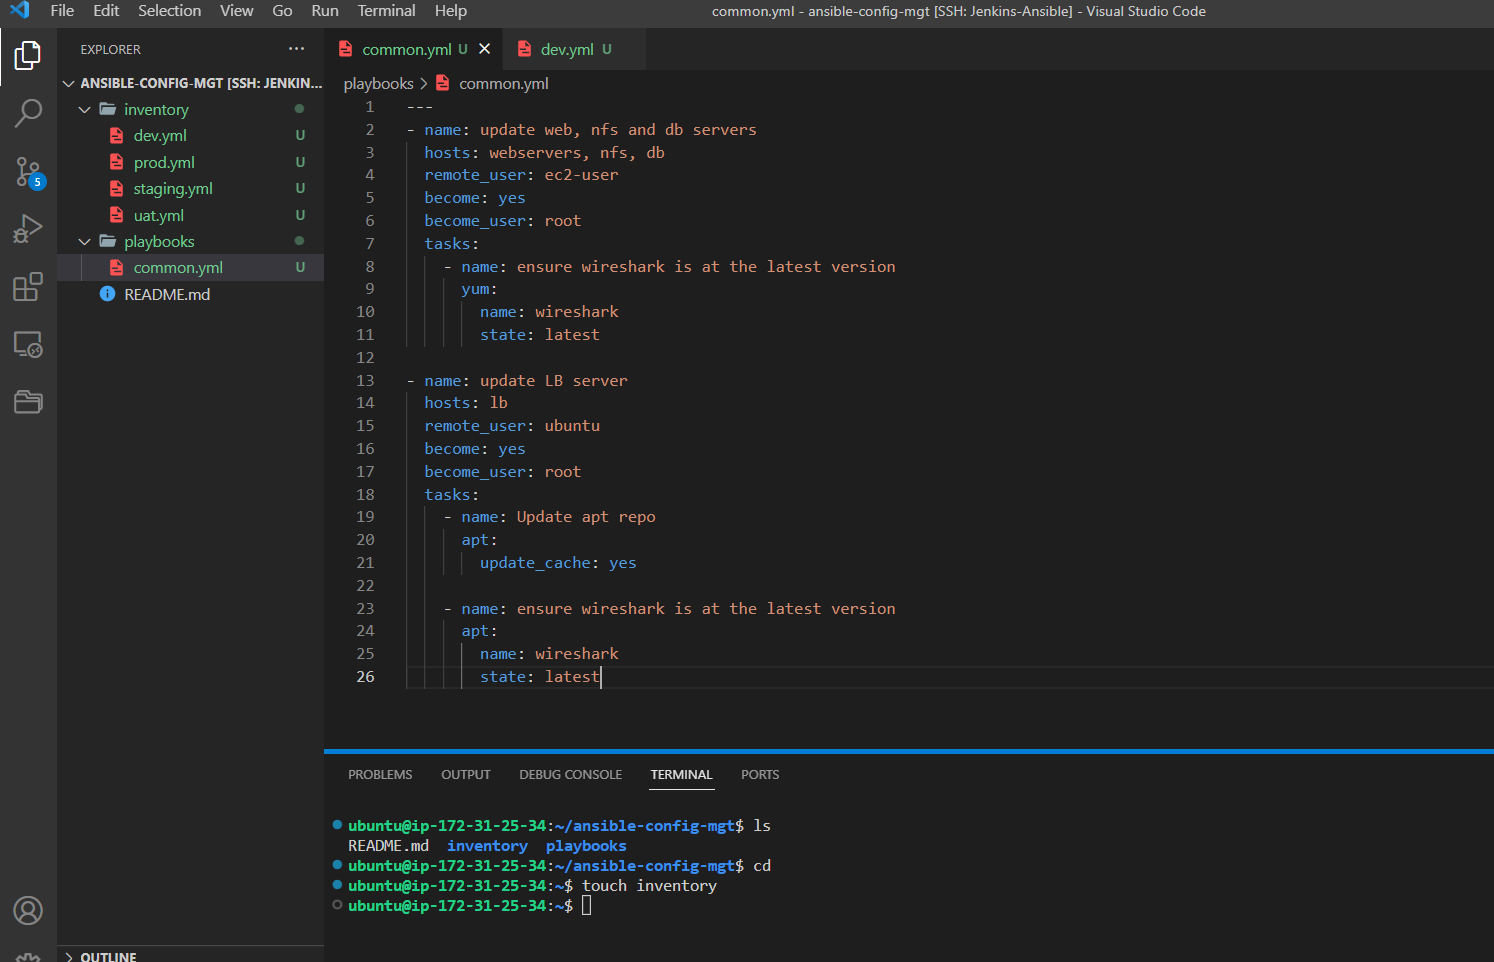 File Edit Selection View Go Run Terminal Help
common.yml - ansible-config-mgt [SSH: Jenkins-Ansible] - Visual Studio Code
EXPLORER
ANSIBLE-CONFIG-MGT [SSH: JENKIN...
inventory
dev.yml U
prod.yml U
staging.yml U
uat.yml U
playbooks
common.yml U
README.md
OUTLINE
5
common.yml U
dev.yml U
playbooks > common.yml
1 ---
2 - name: update web, nfs and db servers
3 hosts: webservers, nfs, db
4 remote_user: ec2-user
5 become: yes
6 become_user: root
7 tasks:
8 - name: ensure wireshark is at the latest version
9 yum:
10 name: wireshark
11 state: latest
12
13 - name: update LB server
14 hosts: lb
15 remote_user: ubuntu
16 become: yes
17 become_user: root
18 tasks:
19 - name: Update apt repo
20 apt:
21 update_cache: yes
22
23 - name: ensure wireshark is at the latest version
24 apt:
25 name: wireshark
26 state: latest
PROBLEMS OUTPUT DEBUG CONSOLE TERMINAL PORTS
ubuntu@ip-172-31-25-34:~/ansible-config-mgt$ ls
README.md inventory playbooks
ubuntu@ip-172-31-25-34:~/ansible-config-mgt$ cd
ubuntu@ip-172-31-25-34:~$ touch inventory
ubuntu@ip-172-31-25-34:~$